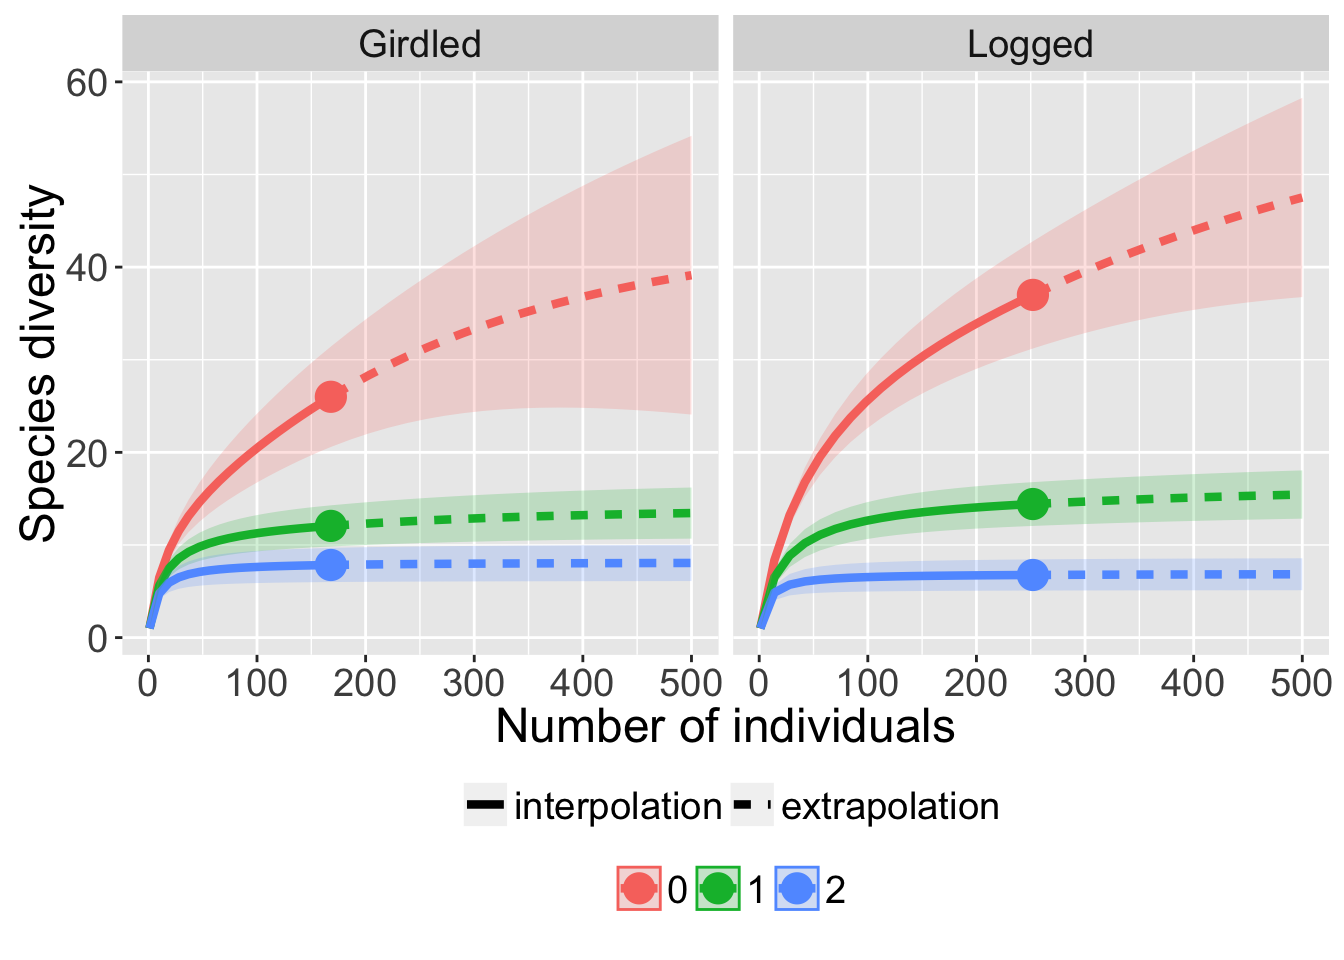 Girdled Logged
60
40
20
0
Species diversity
0 100 200 300 400 500 0 100 200 300 400 500
Number of individuals
interpolation extrapolation
0 1 2